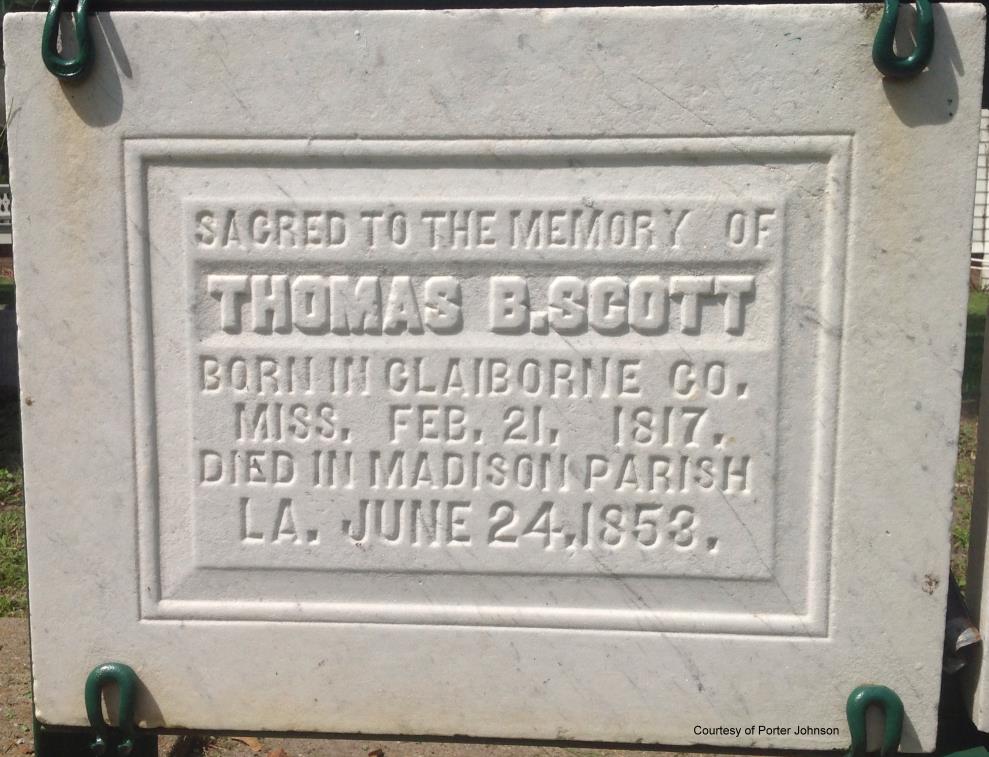 SACRED TO THE MEMORY OF
THOMAS B. SCOTT
BORN IN CLAIBORNE CO.
MISS. FEB. 21, 1817.
DIED IN MADISON PARISH
LA. JUNE 24, 1853.
Courtesy of Porter Johnson